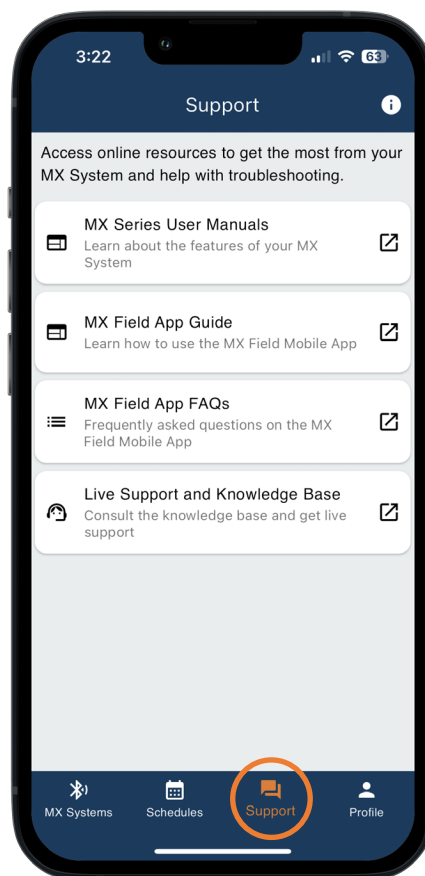 3:22
63
Support
Access online resources to get the most from your
MX System and help with troubleshooting.
MX Series User Manuals
Learn about the features of your MX
System
MX Field App Guide
Learn how to use the MX Field Mobile App
MX Field App FAQs
Frequently asked questions on the MX
Field Mobile App
Live Support and Knowledge Base
Consult the knowledge base and get live
support
MX Systems
Schedules
Support
Profile